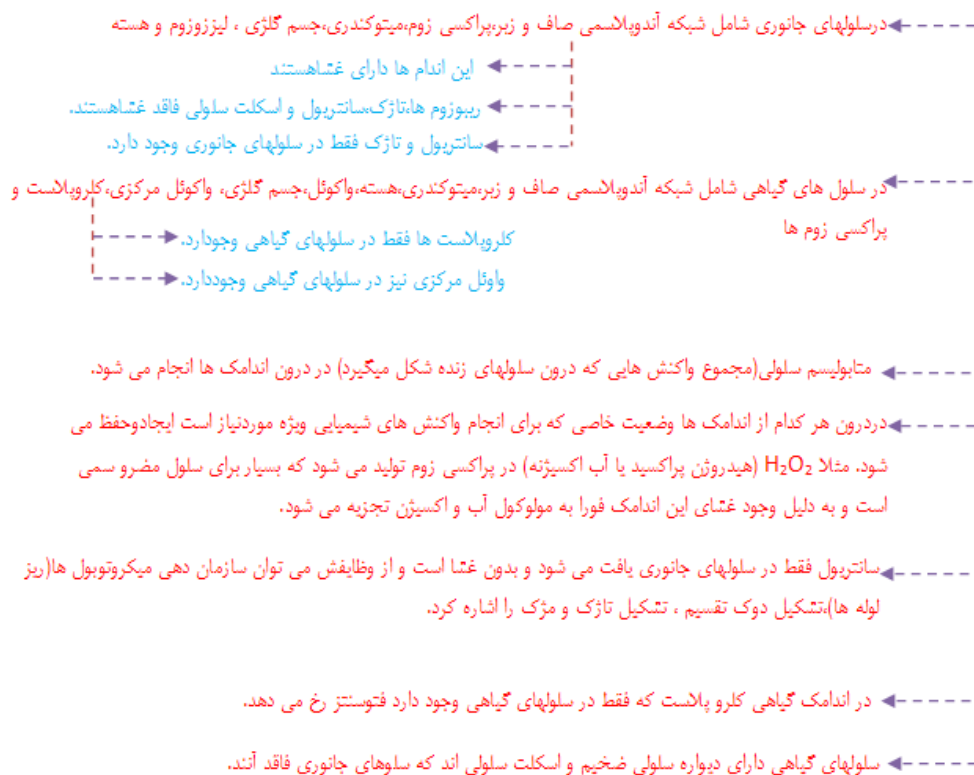 درسلولهای جانوری شامل شبکه آندوپلاسمی صاف و زبر،پراکسی زوم،میتوکندری،جسم گلژی ، لیززوزوم و هسته
این اندام ها دارای غشاهستند
ریبوزوم ها،تاژک،سانتریول و اسکلت سلولی فاقد غشاهستند.
سانتریول و تاژک فقط در سلولهای جانوری وجود دارد.
در سلول های گیاهی شامل شبکه آندوپلاسمی صاف و زبر،میتوکندری،هسته،واکوئل،جسم گلژی، واکوئل مرکزی،کلروپلاست و
پراکسی زوم ها
کلروپلاست ها فقط در سلولهای گیاهی وجودارد.
واوئل مرکزی نیز در سلولهای گیاهی وجوددارد.
متابولیسم سلولی(مجموع واکنش هایی که درون سلولهای زنده شکل میگیرد) در درون اندامک ها انجام می شود.
دردرون هر کدام از اندامک ها وضعیت خاصی که برای انجام واکنش های شیمیایی ویژه موردنیاز است ایجادوحفظ می
شود. مثلا H₂O₂ (هیدروژن پراکسید یا آب اکسیژنه) در پراکسی زوم تولید می شود که بسیار برای سلول مضرو سمی
است و به دلیل وجود غشای این اندامک فورا به مولوکول آب و اکسیژن تجزیه می شود.
سانتریول فقط در سلولهای جانوری یافت می شود و بدون غشا است و از وظایفش می توان سازمان دهی میکروتوبول ها(ریز
لوله ها)،تشکیل دوک تقسیم ، تشکیل تاژک و مژک را اشاره کرد.
در اندامک گیاهی کلرو پلاست که فقط در سلولهای گیاهی وجود دارد فتوسنتز رخ می دهد.
سلولهای گیاهی دارای دیواره سلولی ضخیم و اسکلت سلولی اند که سلوهای جانوری فاقد آنند.